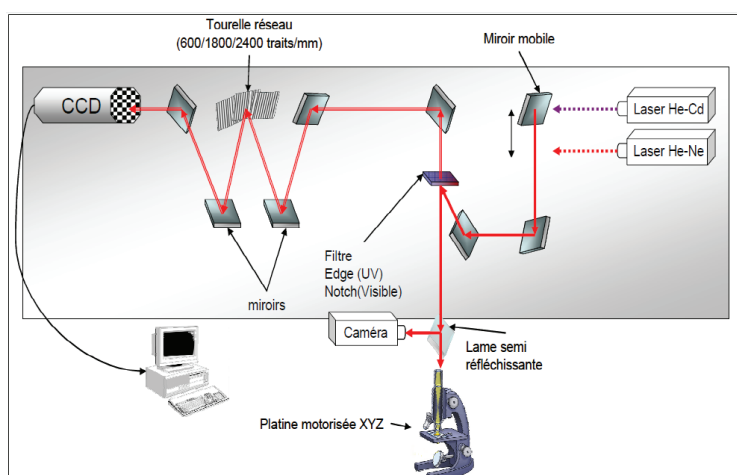 Tourelle réseau
(600/1800/2400 traits/mm)
Miroir mobile
CCD
Laser He-Cd
Laser He-Ne
Filtre
Edge (UV)
Notch(Visible)
miroirs
Caméra
Lame semi
réfléchissante
Platine motorisée XYZ